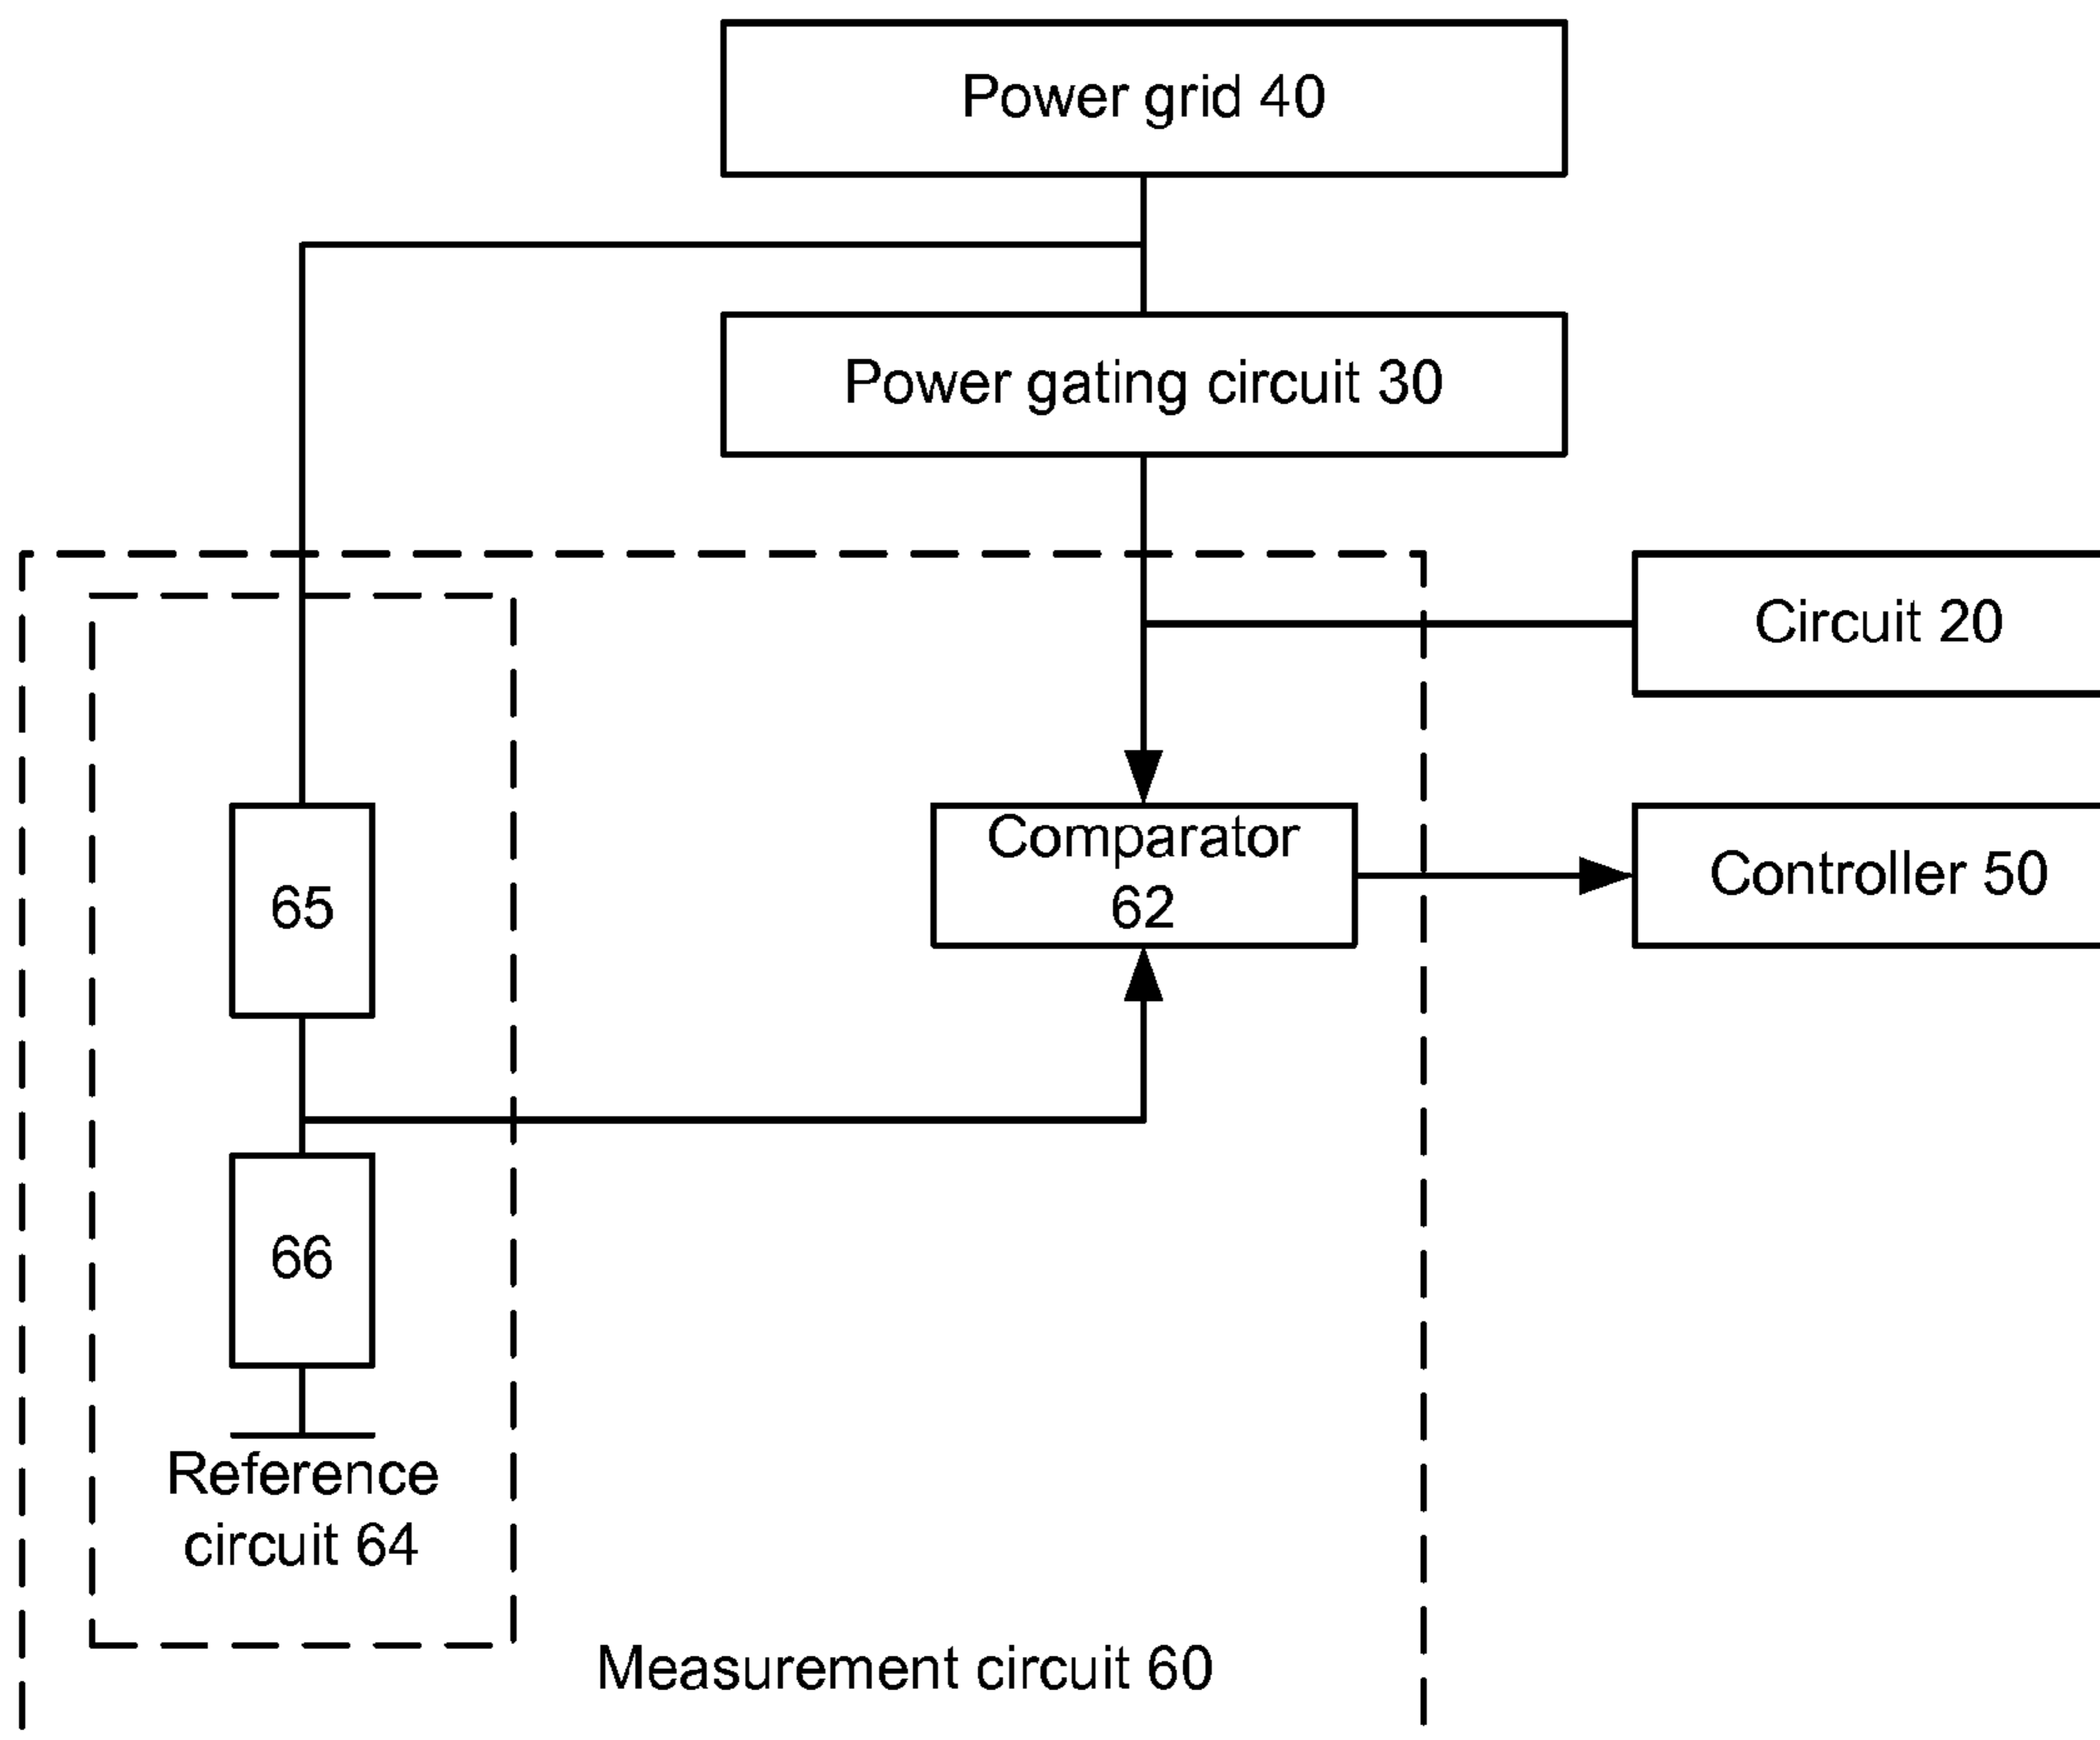 Power grid 40
Power gating circuit 30
Circuit 20
Comparator
62
Controller 50
65
66
Reference
circuit 64
Measurement circuit 60